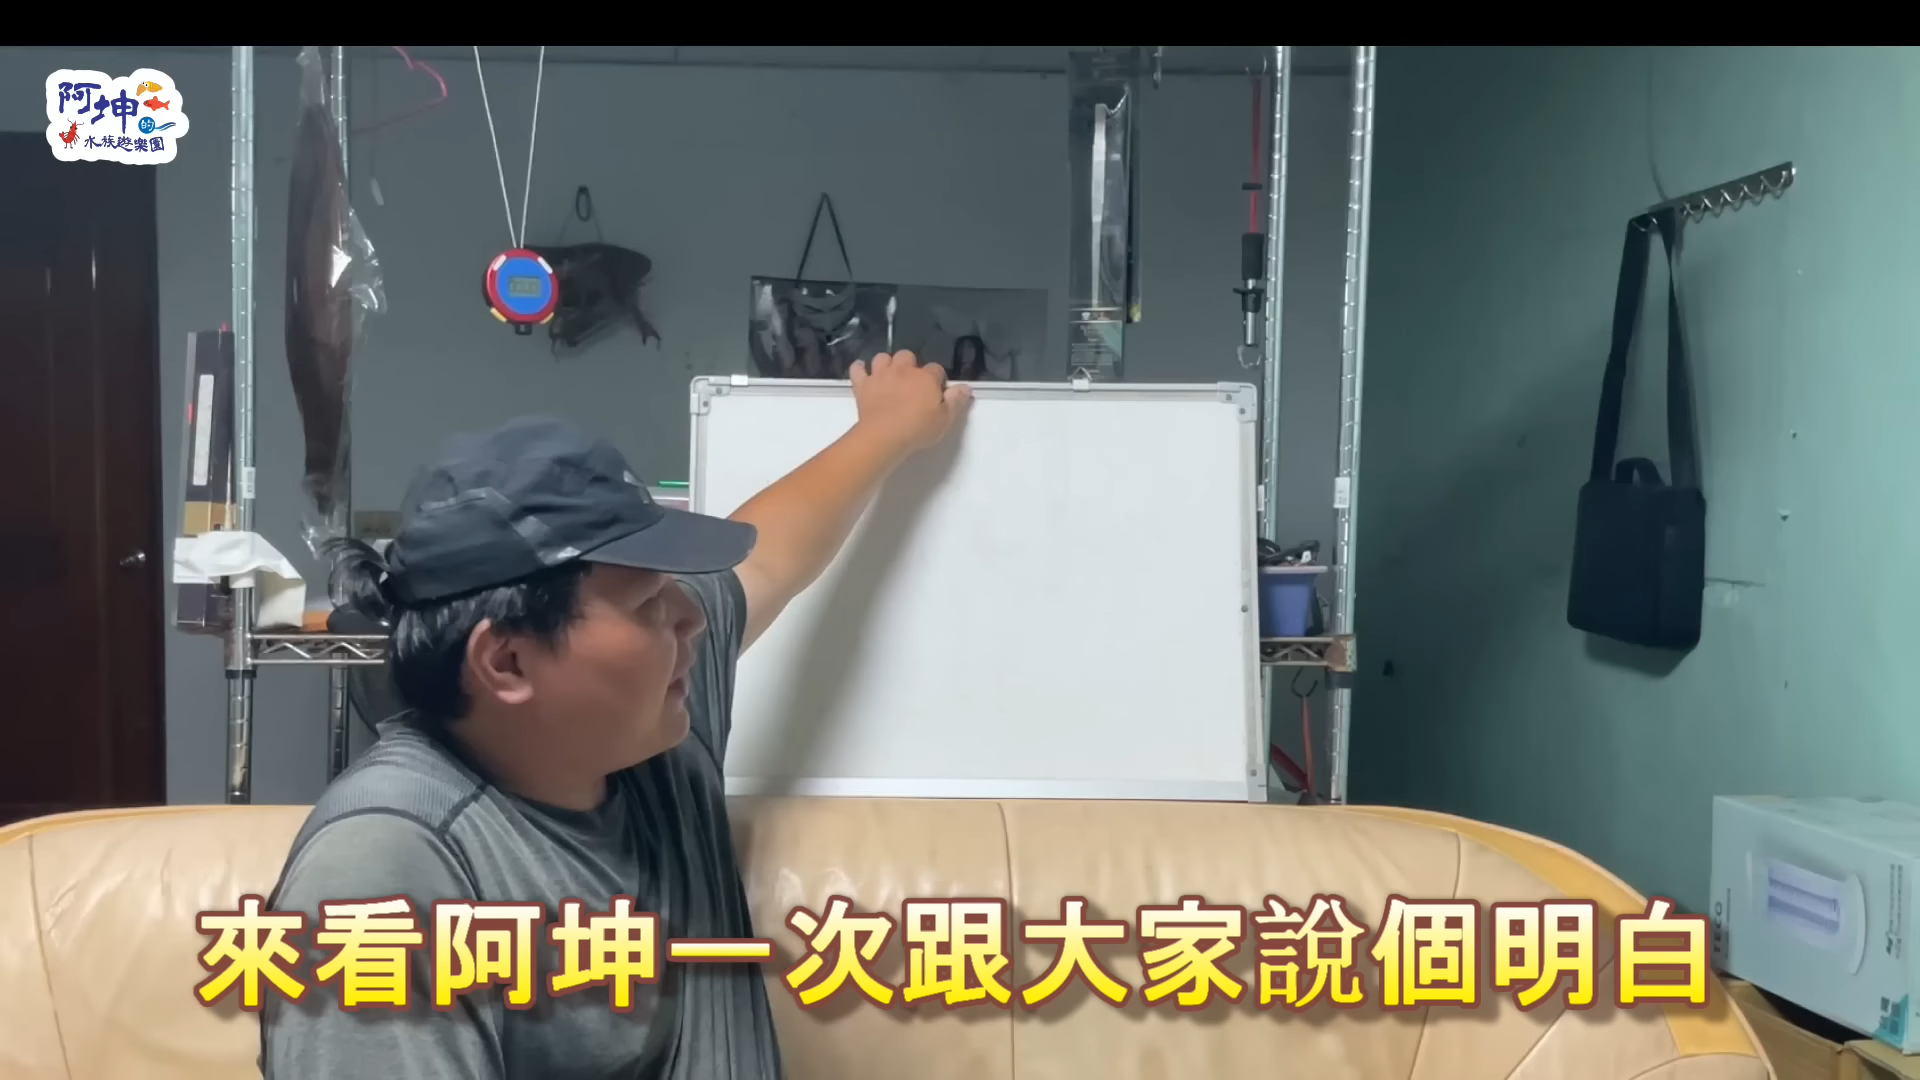 阿坤的
水族遊樂園
來看阿坤一次跟大家說個明白